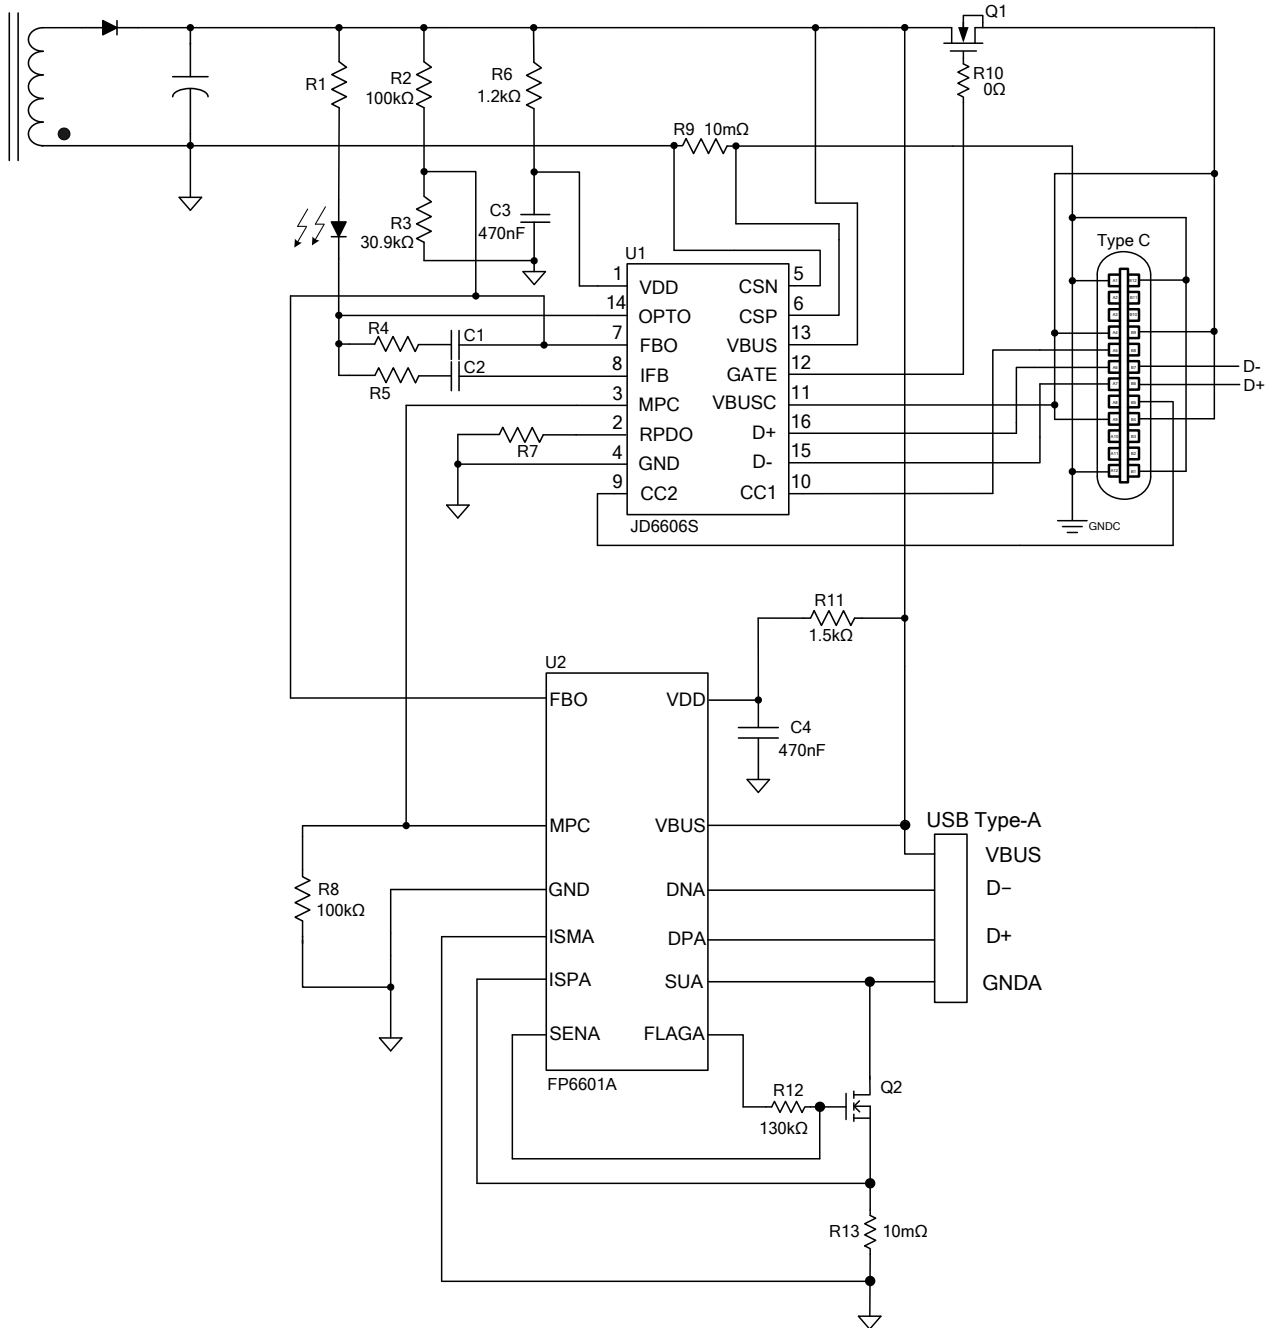 Q1
R1
R2
100kΩ
R6
1.2kΩ
R10
0Ω
R9 10mΩ
R3
30.9kΩ
C3
470nF
Type C
U1
1 VDD
14 OPTO
7 FBO
8 IFB
3 MPC
2 RPDO
4 GND
9 CC2
CSN 5
CSP 6
VBUS 13
GATE 12
VBUSC 11
D+ 16
D- 15
CC1 10
JD6606S
R4
C1
R5
C2
R7
D-
D+
GNDC
R11
1.5kΩ
U2
FBO
MPC
GND
ISMA
ISPA
SENA
VDD
VBUS
DNA
DPA
SUA
FLAGA
FP6601A
C4
470nF
USB Type-A
VBUS
D−
D+
GNDA
R8
100kΩ
R12
130kΩ
Q2
R13 10mΩ